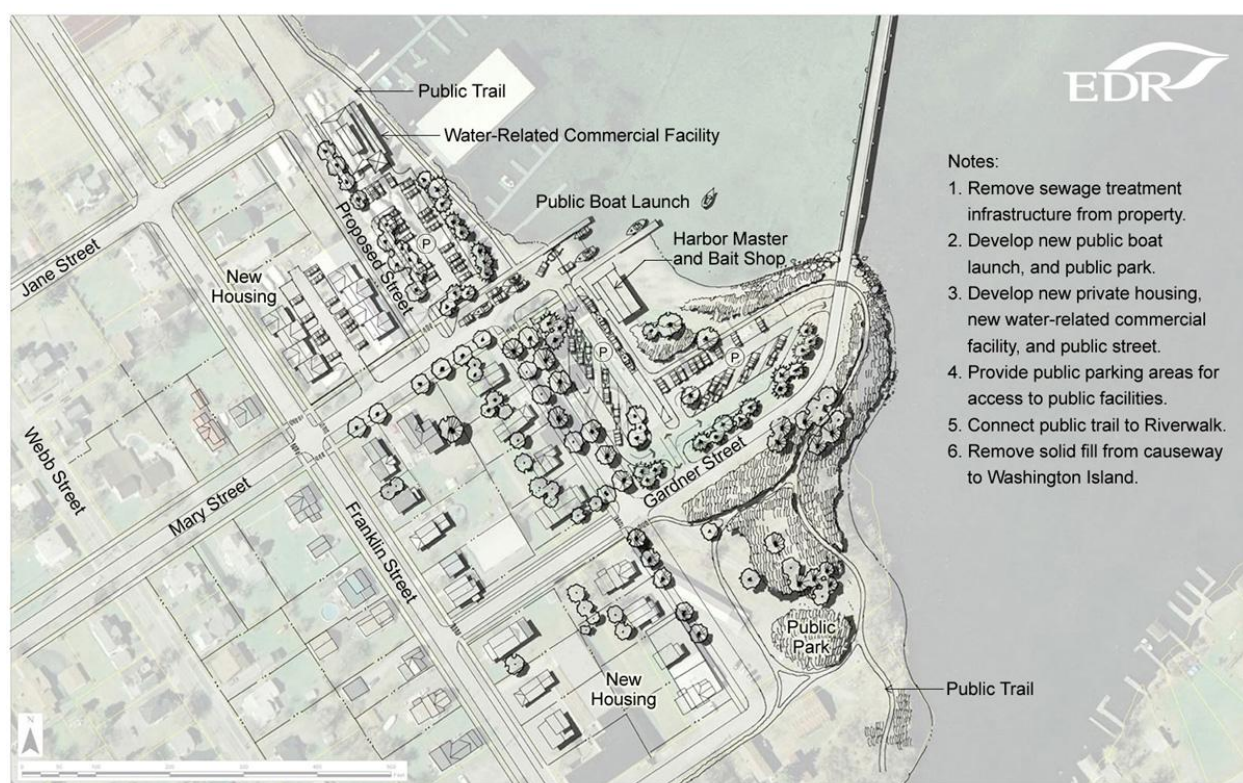 EDR
Public Trail
Water-Related Commercial Facility
Public Boat Launch
Harbor Master
and Bait Shop
Notes:
1. Remove sewage treatment
infrastructure from property.
2. Develop new public boat
launch, and public park.
3. Develop new private housing,
new water-related commercial
facility, and public street.
4. Provide public parking areas for
access to public facilities.
5. Connect public trail to Riverwalk.
6. Remove solid fill from causeway
to Washington Island.
Jane Street
New
Housing
Proposed Street
P
P
P
Webb Street
Mary Street
Franklin Street
Gardner Street
Public
Park
New
Housing
Public Trail
N